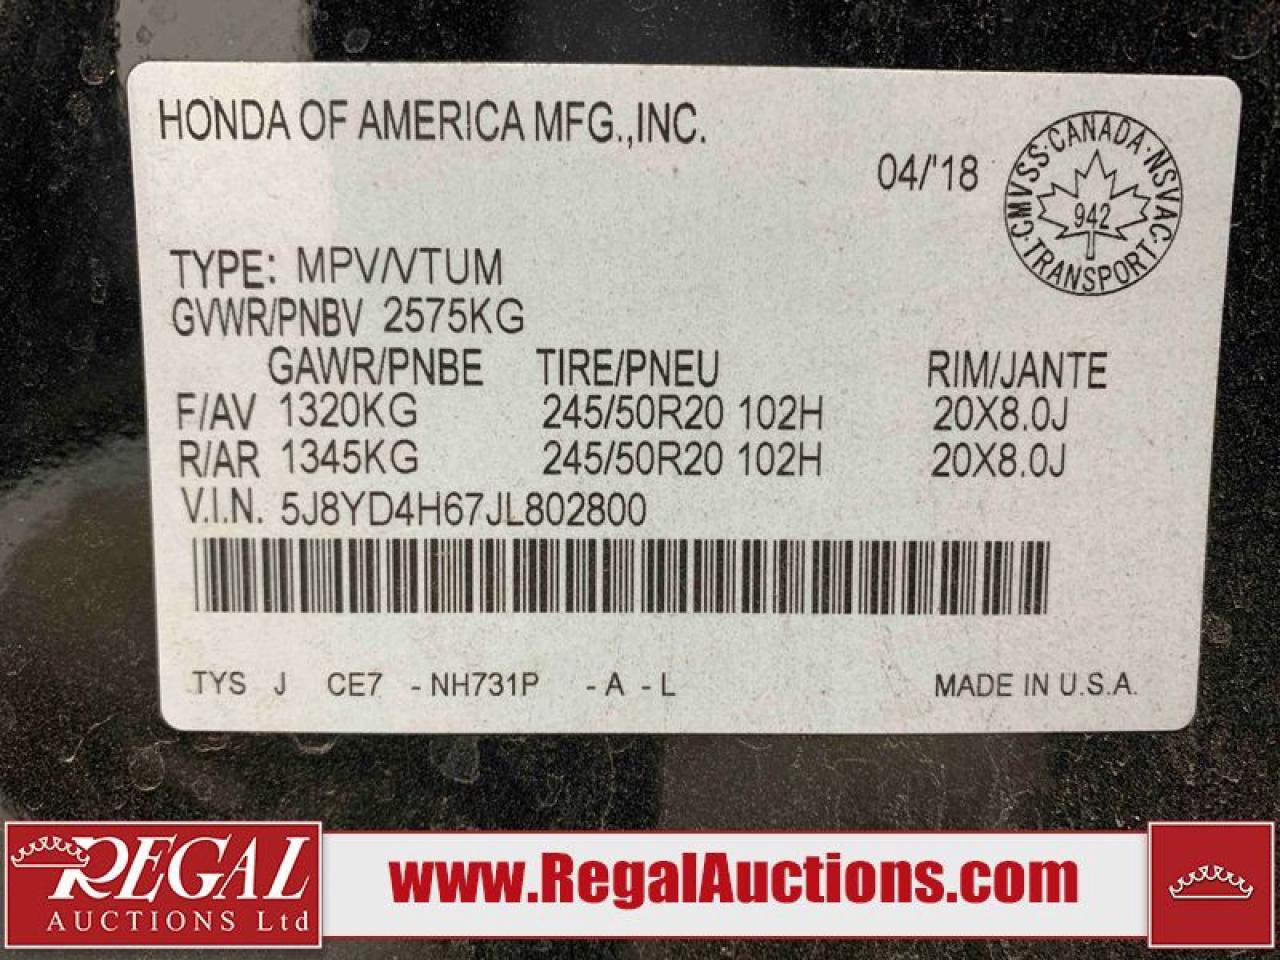 HONDA OF AMERICA MFG.,INC.
04/'18
CMVSS·CANADA·NSVAC·TRANSPORT·
942
TYPE: MPV/VTUM
GVWR/PNBV 2575KG
GAWR/PNBE TIRE/PNEU RIM/JANTE
F/AV 1320KG 245/50R20 102H 20X8.0J
R/AR 1345KG 245/50R20 102H 20X8.0J
V.I.N. 5J8YD4H67JL802800
TYS J CE7 - NH731P - A - L MADE IN U.S.A.
REGAL
AUCTIONS Ltd
www.RegalAuctions.com